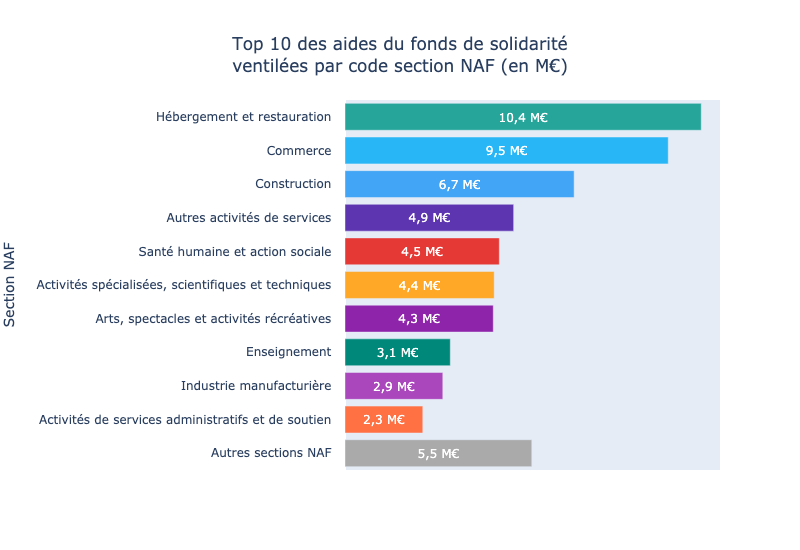 Top 10 des aides du fonds de solidarité
ventilées par code section NAF (en M€)
Section NAF
Hébergement et restauration 10,4 M€
Commerce 9,5 M€
Construction 6,7 M€
Autres activités de services 4,9 M€
Santé humaine et action sociale 4,5 M€
Activités spécialisées, scientifiques et techniques 4,4 M€
Arts, spectacles et activités récréatives 4,3 M€
Enseignement 3,1 M€
Industrie manufacturière 2,9 M€
Activités de services administratifs et de soutien 2,3 M€
Autres sections NAF 5,5 M€